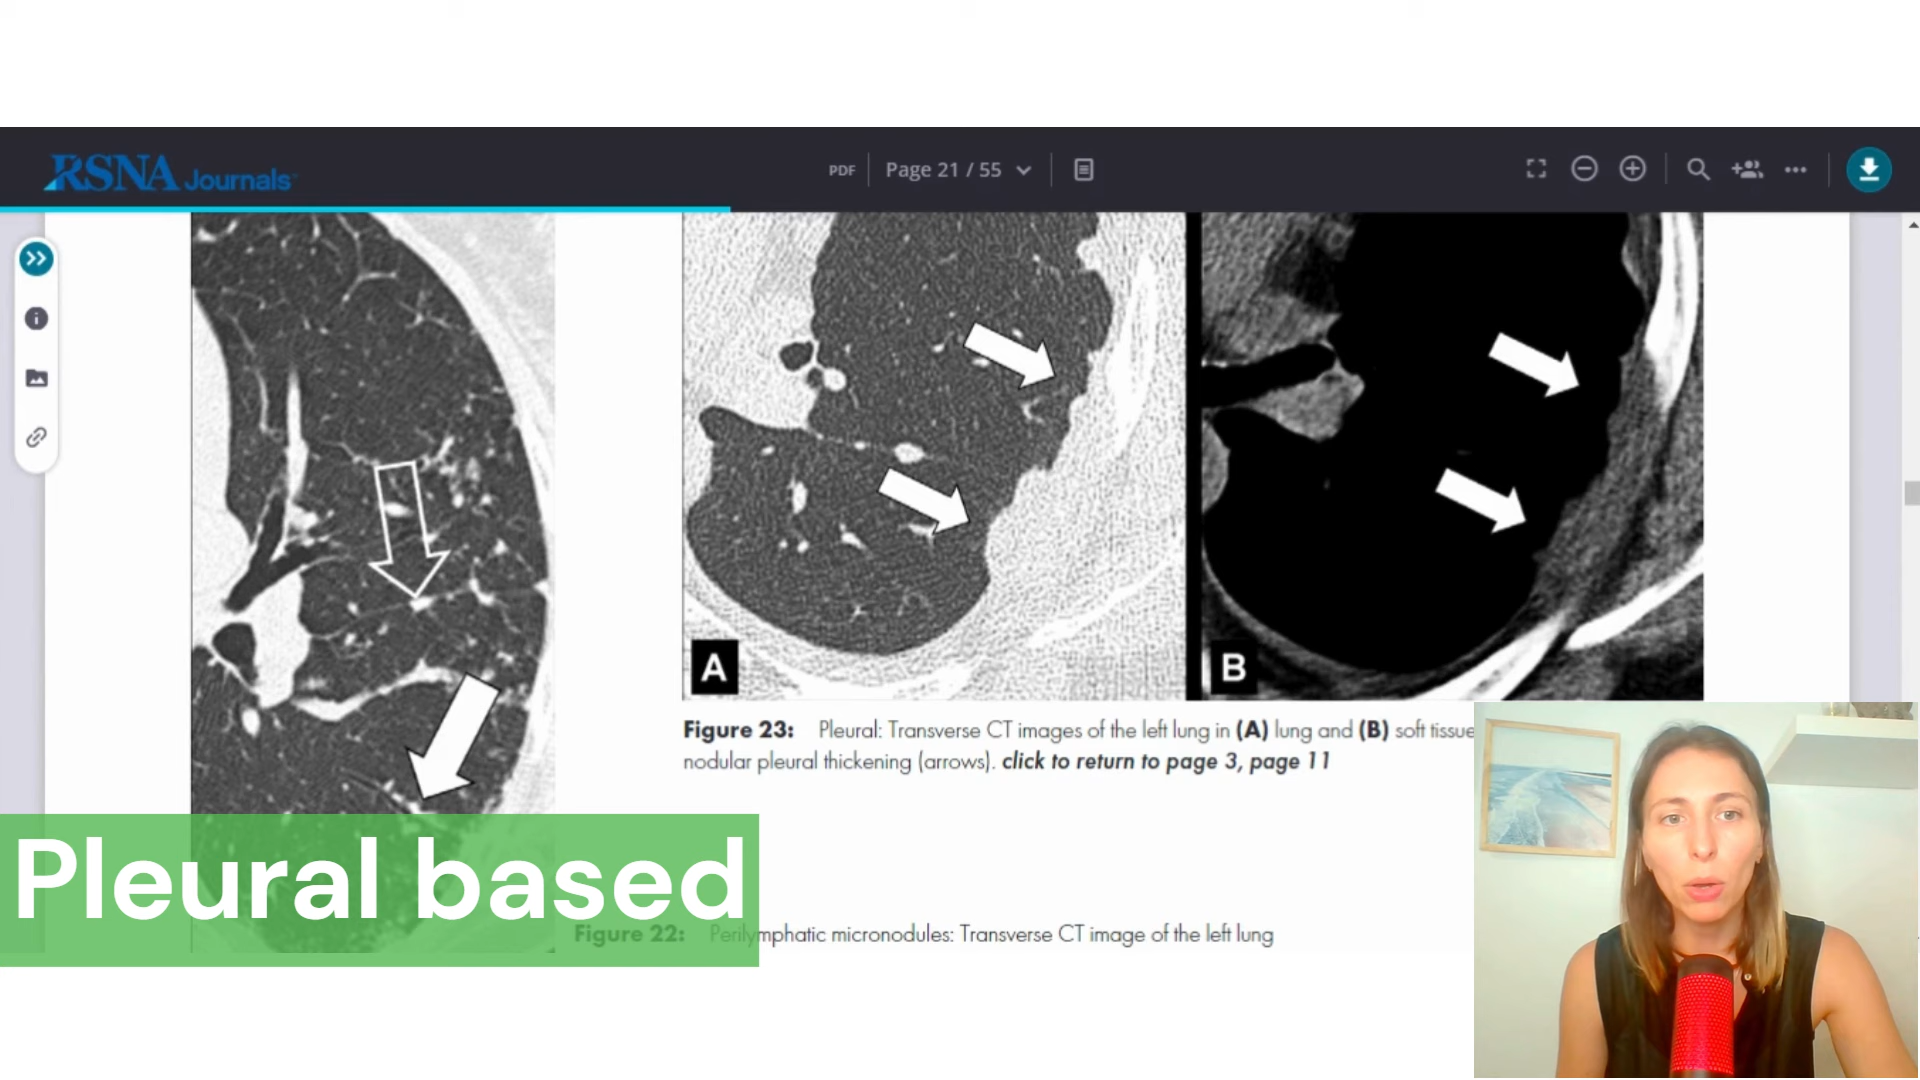 RSNA Journals
PDF
Page 21 / 55
A
B
Figure 23: Pleural: Transverse CT images of the left lung in (A) lung and (B) soft tissue
nodular pleural thickening (arrows). click to return to page 3, page 11
Pleural based
Figure 22: Perilymphatic micronodules: Transverse CT image of the left lung